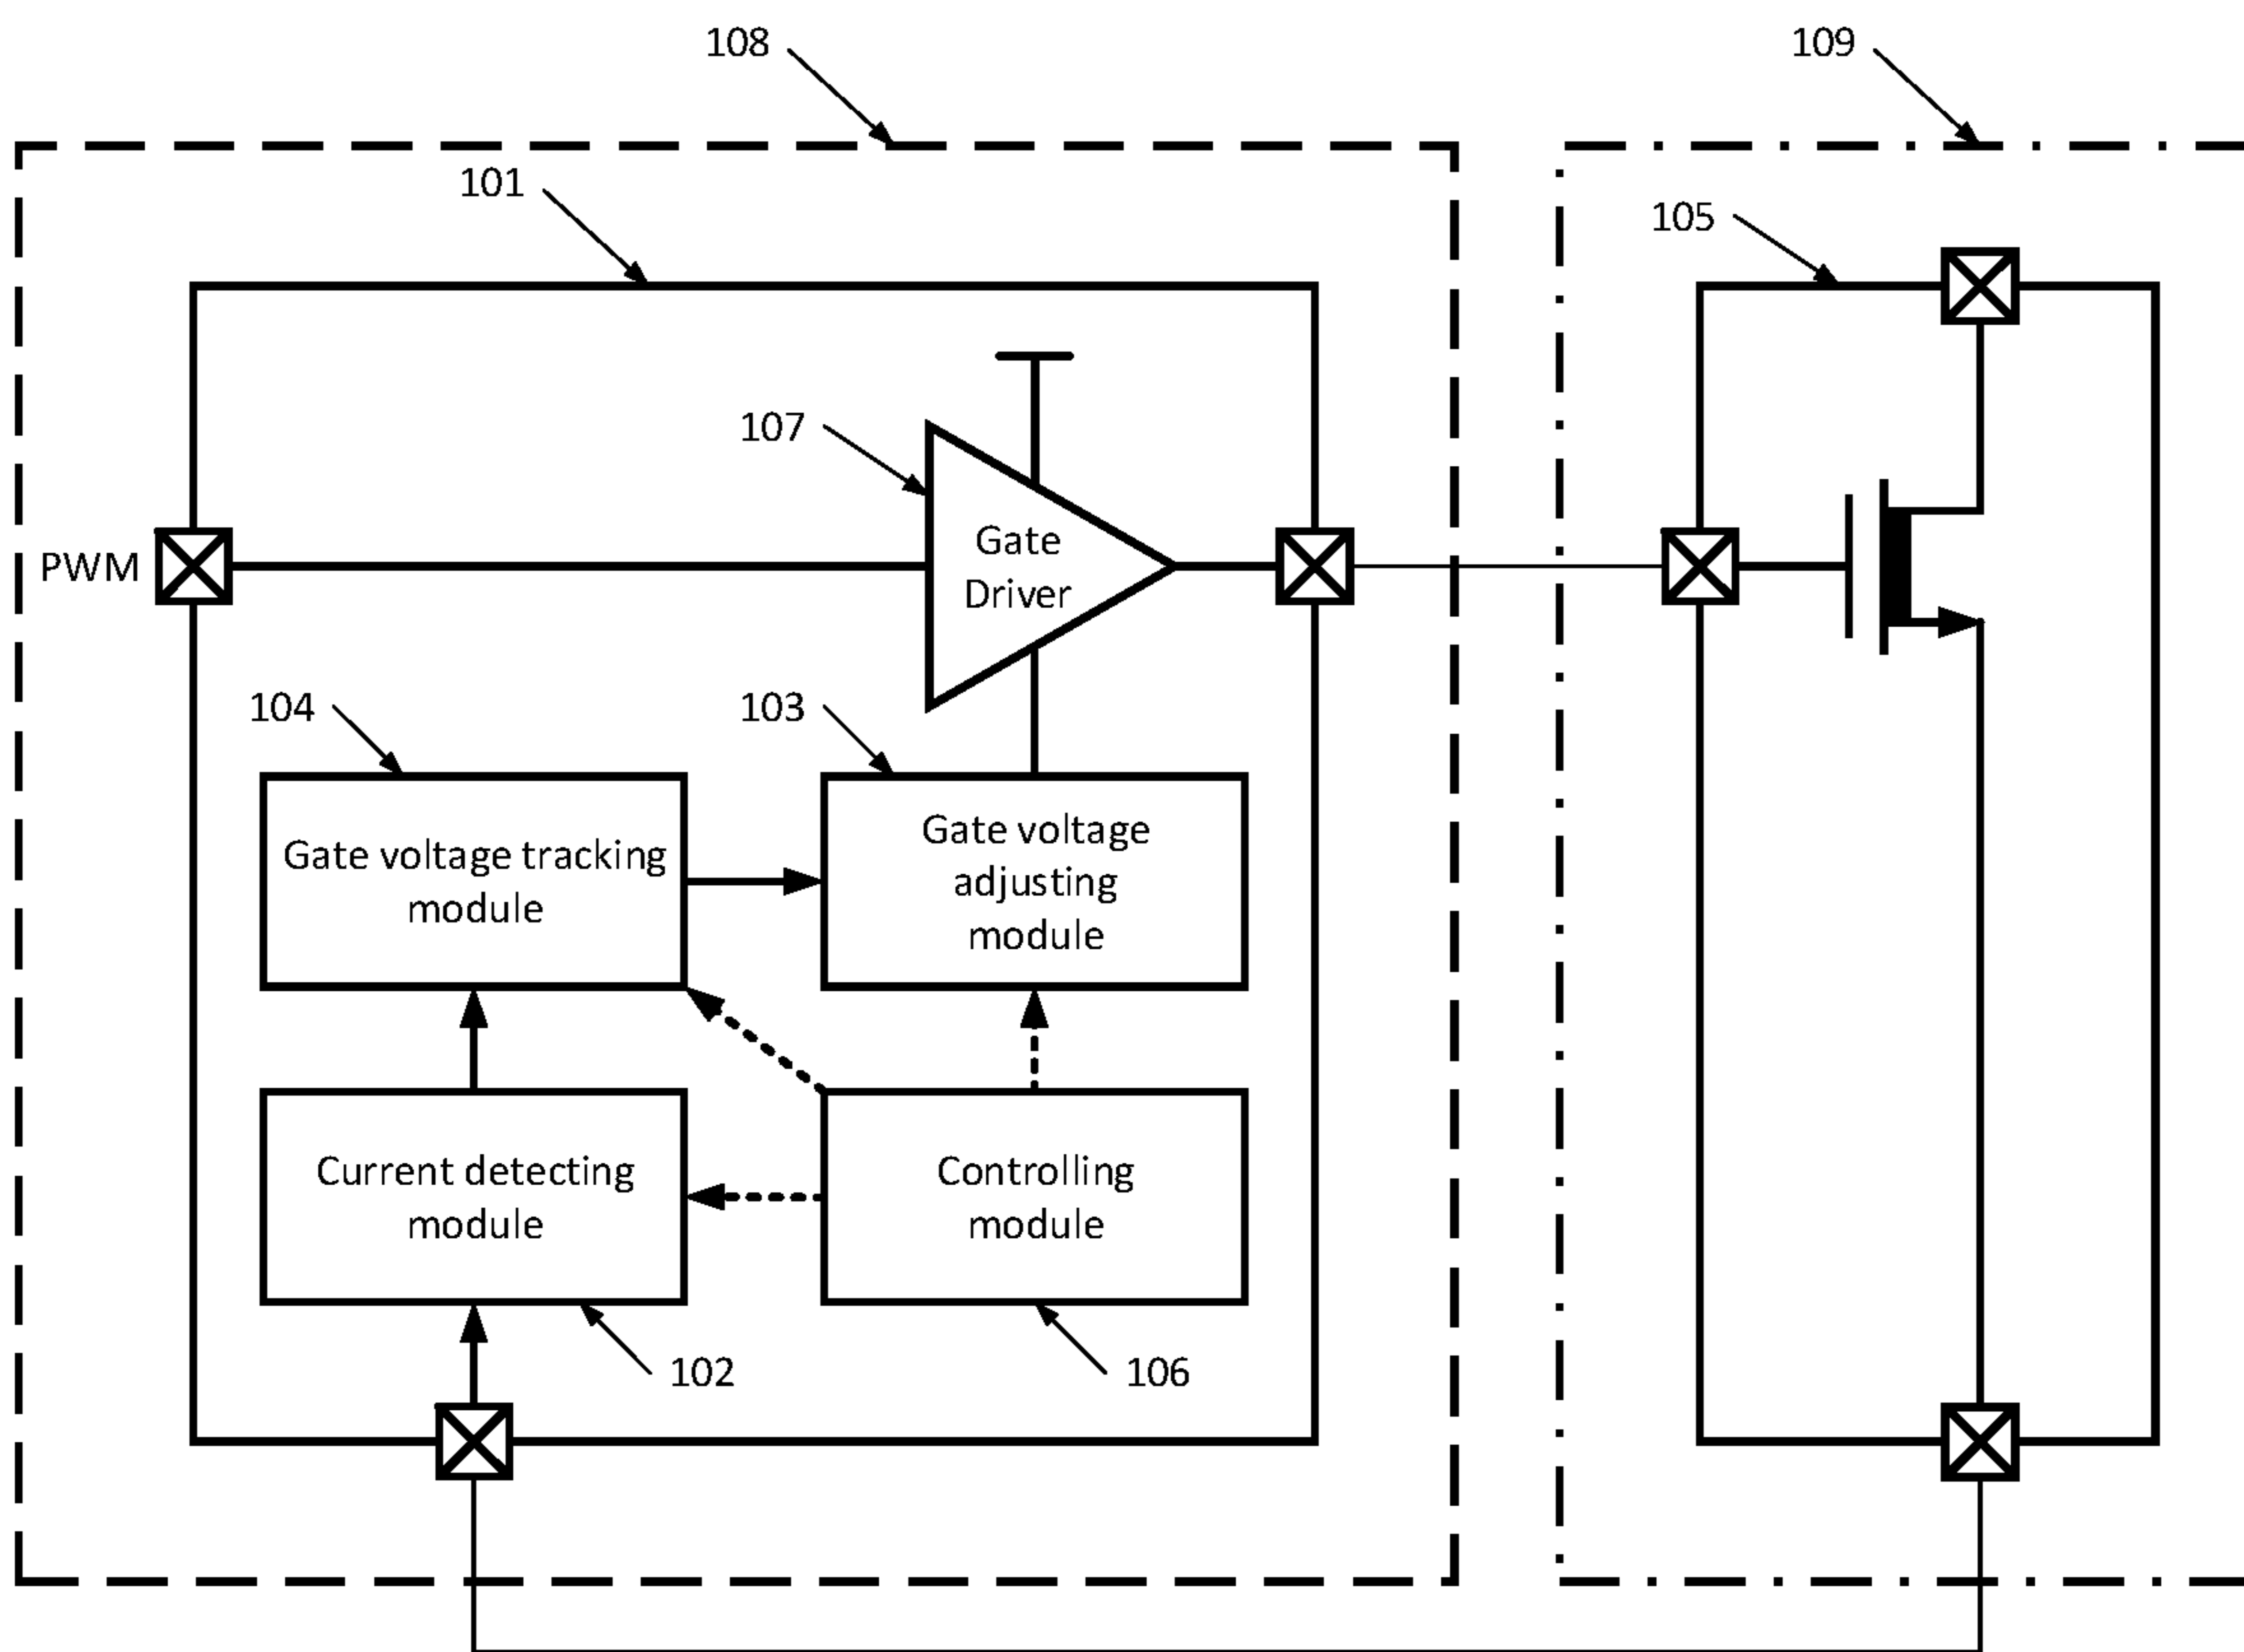 108
109
101
105
107
Gate
Driver
PWM
104
103
Gate voltage tracking
module
Gate voltage
adjusting
module
Current detecting
module
Controlling
module
102
106